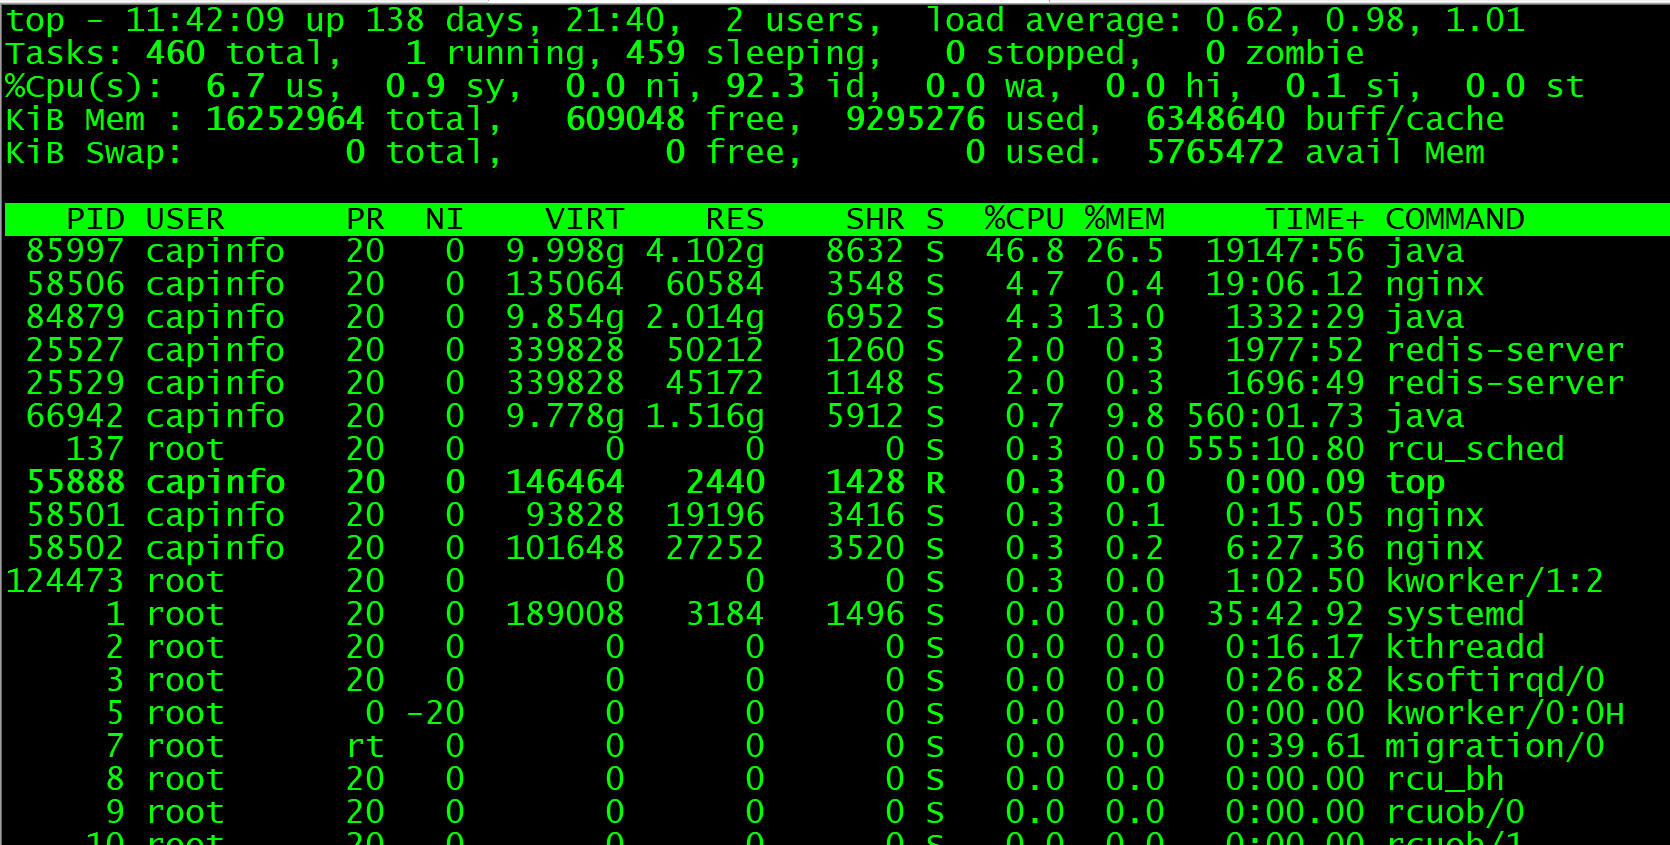 top - 11:42:09 up 138 days, 21:40,  2 users,  load average: 0.62, 0.98, 1.01
Tasks: 460 total,   1 running, 459 sleeping,   0 stopped,   0 zombie
%Cpu(s):  6.7 us,  0.9 sy,  0.0 ni, 92.3 id,  0.0 wa,  0.0 hi,  0.1 si,  0.0 st
KiB Mem : 16252964 total,   609048 free,  9295276 used,  6348640 buff/cache
KiB Swap:        0 total,        0 free,        0 used.  5765472 avail Mem
   PID USER      PR  NI    VIRT    RES    SHR S  %CPU %MEM     TIME+ COMMAND
 85997 capinfo   20   0  9.998g 4.102g   8632 S  46.8 26.5  19147:56 java
 58506 capinfo   20   0  135064  60584   3548 S   4.7  0.4  19:06.12 nginx
 84879 capinfo   20   0  9.854g 2.014g   6952 S   4.3 13.0   1332:29 java
 25527 capinfo   20   0  339828  50212   1260 S   2.0  0.3   1977:52 redis-server
 25529 capinfo   20   0  339828  45172   1148 S   2.0  0.3   1696:49 redis-server
 66942 capinfo   20   0  9.778g 1.516g   5912 S   0.7  9.8 560:01.73 java
   137 root      20   0       0      0      0 S   0.3  0.0 555:10.80 rcu_sched
 55888 capinfo   20   0  146464   2440   1428 R   0.3  0.0   0:00.09 top
 58501 capinfo   20   0   93828  19196   3416 S   0.3  0.1   0:15.05 nginx
 58502 capinfo   20   0  101648  27252   3520 S   0.3  0.2   6:27.36 nginx
124473 root      20   0       0      0      0 S   0.3  0.0   1:02.50 kworker/1:2
     1 root      20   0  189008   3184   1496 S   0.0  0.0  35:42.92 systemd
     2 root      20   0       0      0      0 S   0.0  0.0   0:16.17 kthreadd
     3 root      20   0       0      0      0 S   0.0  0.0   0:26.82 ksoftirqd/0
     5 root       0 -20       0      0      0 S   0.0  0.0   0:00.00 kworker/0:0H
     7 root      rt   0       0      0      0 S   0.0  0.0   0:39.61 migration/0
     8 root      20   0       0      0      0 S   0.0  0.0   0:00.00 rcu_bh
     9 root      20   0       0      0      0 S   0.0  0.0   0:00.00 rcuob/0
    10 root      20   0       0      0      0 S   0.0  0.0   0:00.00 rcuob/1